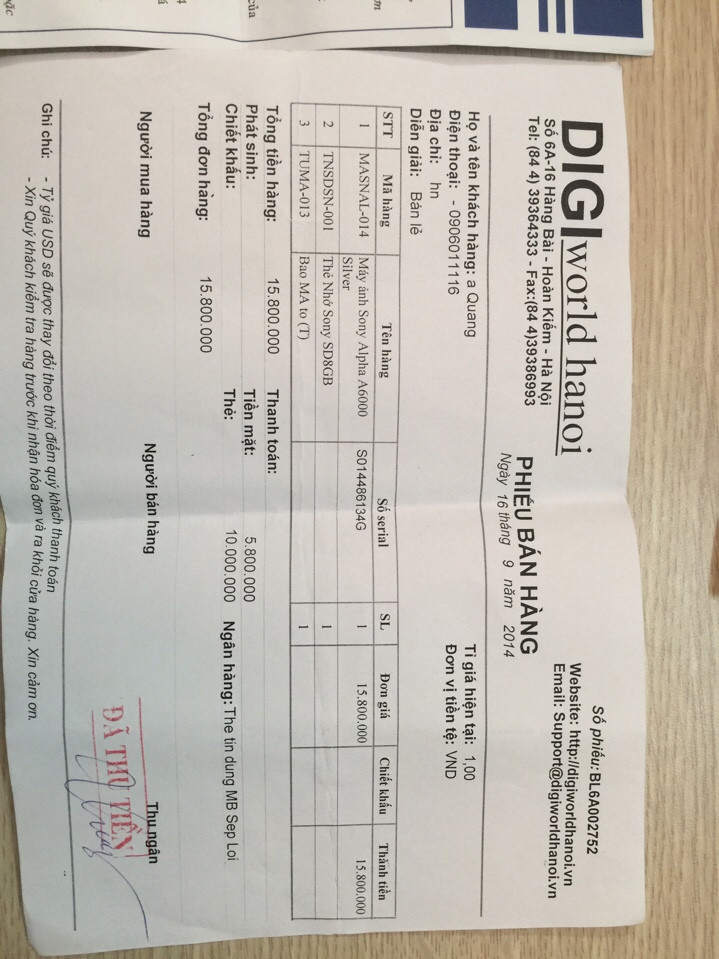 DIGIworld hanoi
Số 6A-16 Hàng Bài - Hoàn Kiếm - Hà Nội
Tel: (84 4) 39364333 - Fax:(84 4)39386993
Số phiếu: BL6A002752
Website: http://digiworldhanoi.vn
Email: Support@digiworldhanoi.vn
PHIẾU BÁN HÀNG
Ngày 16 tháng 9 năm 2014
Họ và tên khách hàng: a Quang
Điện thoại: - 0906011116
Địa chỉ: hn
Diễn giải: Bán lẻ
Tỉ giá hiện tại: 1,00
Đơn vị tiền tệ: VND
STT Mã hàng Tên hàng Số serial SL Đơn giá Chiết khấu Thành tiền
1 MASNAL-014 Máy ảnh Sony Alpha A6000 S014486134G 1 15.800.000 15.800.000
Silver
2 TNSDSN-001 Thẻ Nhớ Sony SD8GB 1
3 TUMA-013 Bao MA to (T) 1
Tổng tiền hàng: 15.800.000 Thanh toán:
Phát sinh: Tiền mặt: 5.800.000
Chiết khấu: Thẻ: 10.000.000 Ngân hàng: The tin dung MB Sep Loi
Tổng đơn hàng: 15.800.000
Người mua hàng Người bán hàng Thu ngân
ĐÃ THU TIỀN
Ghi chú: - Tỷ giá USD sẽ được thay đổi theo thời điểm quý khách thanh toán
- Xin Quý khách kiểm tra hàng trước khi nhận hóa đơn và ra khỏi cửa hàng. Xin cảm ơn.